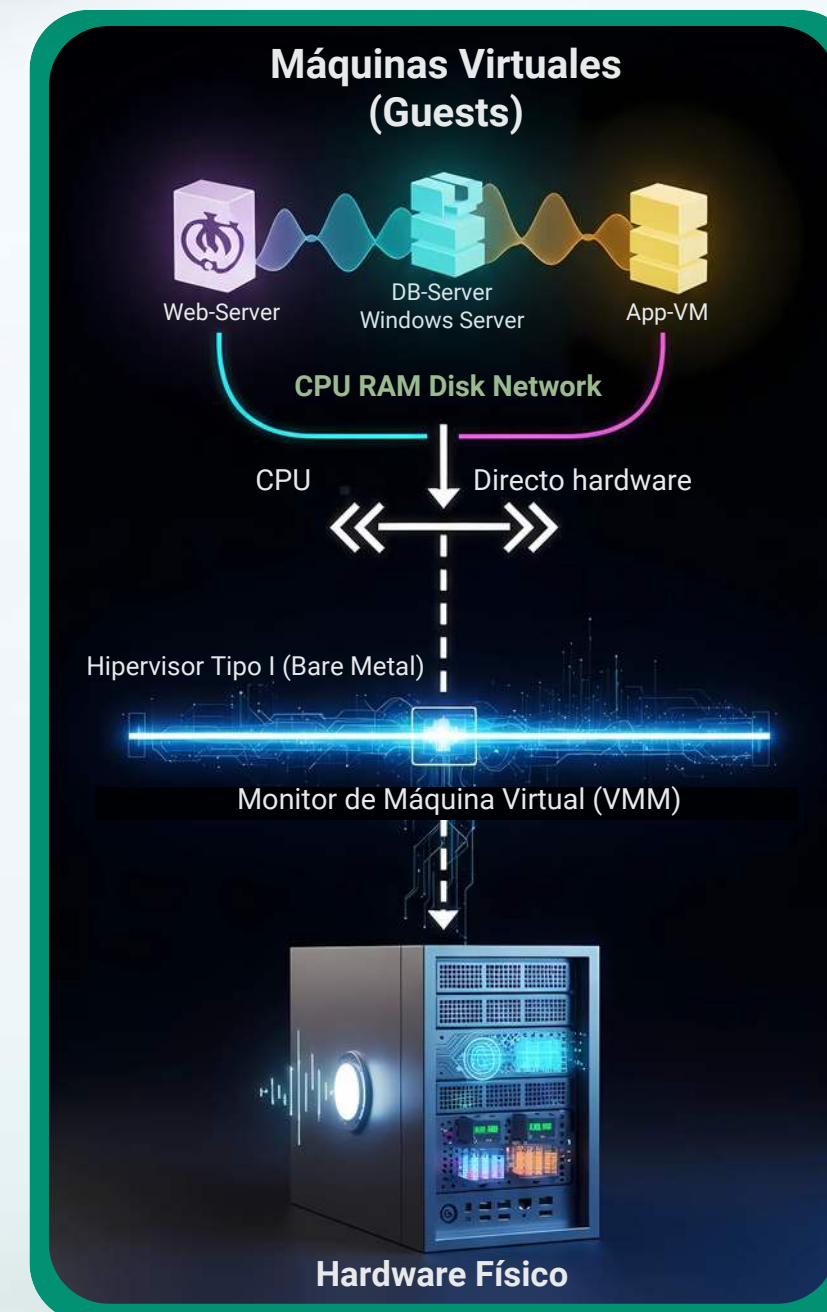 Máquinas Virtuales
(Guests)
Web-Server
DB-Server
Windows Server
App-VM
CPU RAM Disk Network
CPU
Directo hardware
Hipervisor Tipo I (Bare Metal)
Monitor de Máquina Virtual (VMM)
Hardware Físico